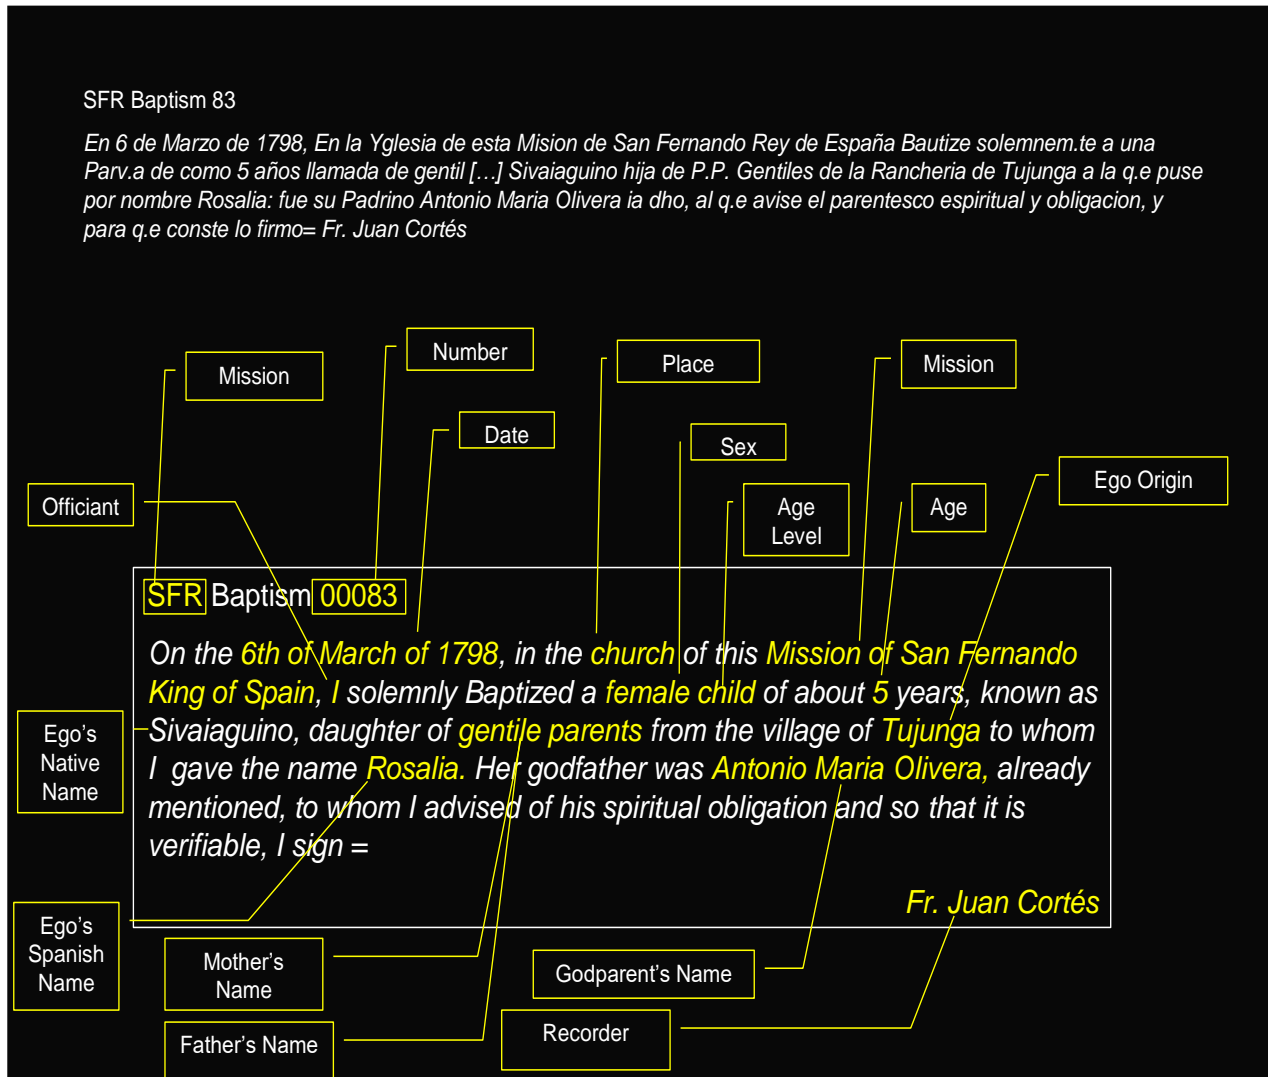 SFR Baptism 83
En 6 de Marzo de 1798, En la Yglesia de esta Mision de San Fernando Rey de España Bautize solemnem.te a una
Parv.a de como 5 años llamada de gentil […] Sivaiaguino hija de P.P. Gentiles de la Rancheria de Tujunga a la q.e puse
por nombre Rosalia: fue su Padrino Antonio Maria Olivera ia dho, al q.e avise el parentesco espiritual y obligacion, y
para q.e conste lo firmo= Fr. Juan Cortés
Number
Place
Mission
Mission
Date
Sex
Ego Origin
Officiant
Age
Level
Age
SFR Baptism 00083
On the 6th of March of 1798, in the church of this Mission of San Fernando
King of Spain, I solemnly Baptized a female child of about 5 years, known as
Sivaiaguino, daughter of gentile parents from the village of Tujunga to whom
I gave the name Rosalia. Her godfather was Antonio Maria Olivera, already
mentioned, to whom I advised of his spiritual obligation and so that it is
verifiable, I sign =
Fr. Juan Cortés
Ego's
Native
Name
Ego's
Spanish
Name
Mother's
Name
Godparent's Name
Father's Name
Recorder